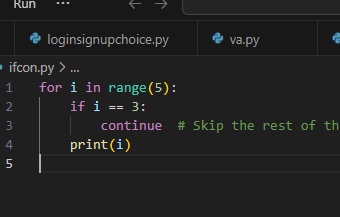 Run ...
loginsignupchoice.py va.py
ifcon.py > ...
1 for i in range(5):
2 if i == 3:
3 continue # Skip the rest of th
4 print(i)
5